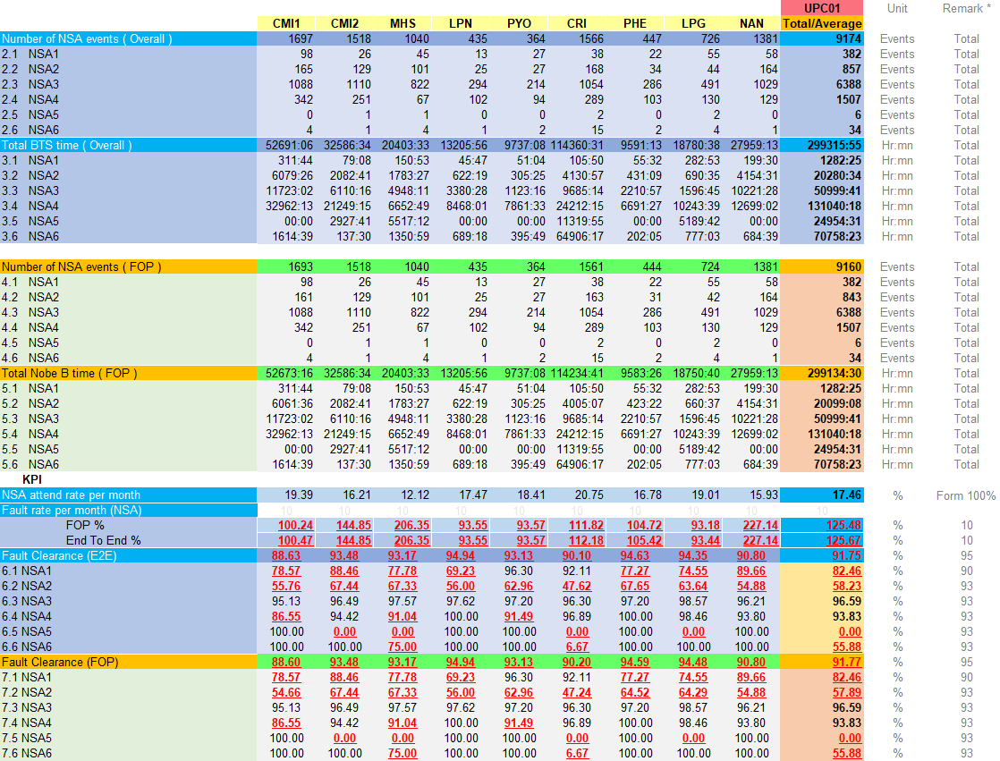 UPC01 Unit Remark *
CMI1 CMI2 MHS LPN PYO CRI PHE LPG NAN Total/Average
Number of NSA events ( Overall ) 1697 1518 1040 435 364 1566 447 726 1381 9174 Events Total
2.1 NSA1 98 26 45 13 27 38 22 55 58 382 Events Total
2.2 NSA2 165 129 101 25 27 168 34 44 164 857 Events Total
2.3 NSA3 1088 1110 822 294 214 1054 286 491 1029 6388 Events Total
2.4 NSA4 342 251 67 102 94 289 103 130 129 1507 Events Total
2.5 NSA5 0 1 1 0 0 2 0 2 0 6 Events Total
2.6 NSA6 4 1 4 1 2 15 2 4 1 34 Events Total
Total BTS time ( Overall ) 52691:06 32586:34 20403:33 13205:56 9737:08 114360:31 9591:13 18780:38 27959:13 299315:55 Hr:mn Total
3.1 NSA1 311:44 79:08 150:53 45:47 51:04 105:50 55:32 282:53 199:30 1282:25 Hr:mn Total
3.2 NSA2 6079:26 2082:41 1783:27 622:19 305:25 4130:57 431:09 690:35 4154:31 20280:34 Hr:mn Total
3.3 NSA3 11723:02 6110:16 4948:11 3380:28 1123:16 9685:14 2210:57 1596:45 10221:28 50999:41 Hr:mn Total
3.4 NSA4 32962:13 21249:15 6652:49 8468:01 7861:33 24212:15 6691:27 10243:39 12699:02 131040:18 Hr:mn Total
3.5 NSA5 00:00 2927:41 5517:12 00:00 00:00 11319:55 00:00 5189:42 00:00 24954:31 Hr:mn Total
3.6 NSA6 1614:39 137:30 1350:59 689:18 395:49 64906:17 202:05 777:03 684:39 70758:23 Hr:mn Total
Number of NSA events ( FOP ) 1693 1518 1040 435 364 1561 444 724 1381 9160 Events Total
4.1 NSA1 98 26 45 13 27 38 22 55 58 382 Events Total
4.2 NSA2 161 129 101 25 27 163 31 42 164 843 Events Total
4.3 NSA3 1088 1110 822 294 214 1054 286 491 1029 6388 Events Total
4.4 NSA4 342 251 67 102 94 289 103 130 129 1507 Events Total
4.5 NSA5 0 1 1 0 0 2 0 2 0 6 Events Total
4.6 NSA6 4 1 4 1 2 15 2 4 1 34 Events Total
Total Nobe B time ( FOP ) 52673:16 32586:34 20403:33 13205:56 9737:08 114234:41 9583:26 18750:40 27959:13 299134:30 Hr:mn Total
5.1 NSA1 311:44 79:08 150:53 45:47 51:04 105:50 55:32 282:53 199:30 1282:25 Hr:mn Total
5.2 NSA2 6061:36 2082:41 1783:27 622:19 305:25 4005:07 423:22 660:37 4154:31 20099:08 Hr:mn Total
5.3 NSA3 11723:02 6110:16 4948:11 3380:28 1123:16 9685:14 2210:57 1596:45 10221:28 50999:41 Hr:mn Total
5.4 NSA4 32962:13 21249:15 6652:49 8468:01 7861:33 24212:15 6691:27 10243:39 12699:02 131040:18 Hr:mn Total
5.5 NSA5 00:00 2927:41 5517:12 00:00 00:00 11319:55 00:00 5189:42 00:00 24954:31 Hr:mn Total
5.6 NSA6 1614:39 137:30 1350:59 689:18 395:49 64906:17 202:05 777:03 684:39 70758:23 Hr:mn Total
KPI
NSA attend rate per month 19.39 16.21 12.12 17.47 18.41 20.75 16.78 19.01 15.93 17.46 % Form 100%
Fault rate per month (NSA) 10 10 10 10 10 10 10 10 10 10
FOP % 100.24 144.85 206.35 93.55 93.57 111.82 104.72 93.18 227.14 125.48 % 10
End To End % 100.47 144.85 206.35 93.55 93.57 112.18 105.42 93.44 227.14 125.67 % 10
Fault Clearance (E2E) 88.63 93.48 93.17 94.94 93.13 90.10 94.63 94.35 90.80 91.75 % 95
6.1 NSA1 78.57 88.46 77.78 69.23 96.30 92.11 77.27 74.55 89.66 82.46 % 90
6.2 NSA2 55.76 67.44 67.33 56.00 62.96 47.62 67.65 63.64 54.88 58.23 % 93
6.3 NSA3 95.13 96.49 97.57 97.62 97.20 96.30 97.20 98.57 96.21 96.59 % 93
6.4 NSA4 86.55 94.42 91.04 100.00 91.49 96.89 100.00 98.46 93.80 93.83 % 93
6.5 NSA5 100.00 0.00 0.00 100.00 100.00 0.00 100.00 0.00 100.00 0.00 % 93
6.6 NSA6 100.00 100.00 75.00 100.00 100.00 6.67 100.00 100.00 100.00 55.88 % 93
Fault Clearance (FOP) 88.60 93.48 93.17 94.94 93.13 90.20 94.59 94.48 90.80 91.77 % 95
7.1 NSA1 78.57 88.46 77.78 69.23 96.30 92.11 77.27 74.55 89.66 82.46 % 90
7.2 NSA2 54.66 67.44 67.33 56.00 62.96 47.24 64.52 64.29 54.88 57.89 % 93
7.3 NSA3 95.13 96.49 97.57 97.62 97.20 96.30 97.20 98.57 96.21 96.59 % 93
7.4 NSA4 86.55 94.42 91.04 100.00 91.49 96.89 100.00 98.46 93.80 93.83 % 93
7.5 NSA5 100.00 0.00 0.00 100.00 100.00 0.00 100.00 0.00 100.00 0.00 % 93
7.6 NSA6 100.00 100.00 75.00 100.00 100.00 6.67 100.00 100.00 100.00 55.88 % 93